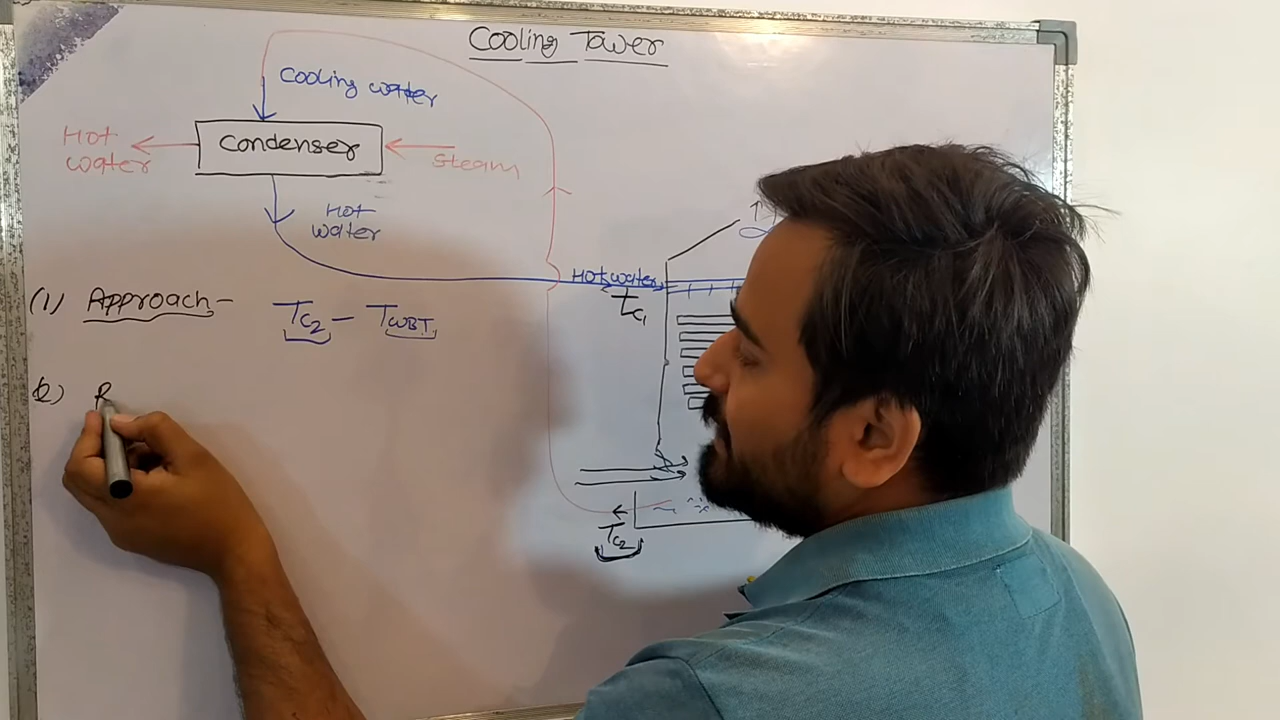 Cooling Tower
Cooling water
Hot
water
Condenser
Steam
Hot
water
Hot water
tc1
(1) Approach - Tc2 - TWBT
(2) R
Tc2